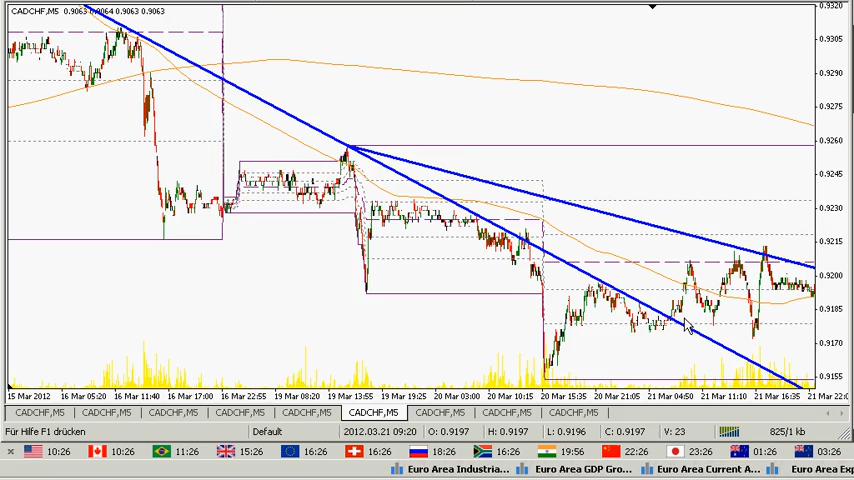 CADCHF,M5 0.9063 0.9064 0.9063 0.9063
0.9320
0.9305
0.9290
0.9275
0.9260
0.9245
0.9230
0.9215
0.9200
0.9185
0.9170
0.9155
15 Mar 2012 16 Mar 05:20 16 Mar 11:40 16 Mar 17:00 16 Mar 22:55 19 Mar 08:20 19 Mar 13:55 19 Mar 19:25 20 Mar 03:00 20 Mar 10:15 20 Mar 15:35 20 Mar 21:05 21 Mar 04:50 21 Mar 11:10 21 Mar 16:35 21 Mar 22:
CADCHF,M5 CADCHF,M5 CADCHF,M5 CADCHF,M5 CADCHF,M5 CADCHF,M5 CADCHF,M5 CADCHF,M5 CADCHF,M5
Für Hilfe F1 drücken Default 2012.03.21 09:20 O: 0.9197 H: 0.9197 L: 0.9196 C: 0.9197 V: 23 825/1 kb
10:26 10:26 11:26 15:26 16:26 16:26 18:26 16:26 19:56 22:26 23:26 01:26 03:26
Euro Area Industria... Euro Area GDP Gro... Euro Area Current A... Euro Area Exp